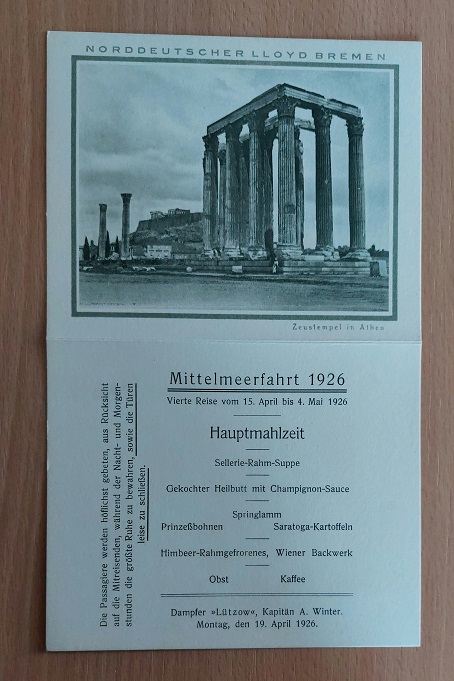 NORDDEUTSCHER LLOYD BREMEN
Zeustempel in Athen
Die Passagiere werden höflichst gebeten, aus Rücksicht
auf die Mitreisenden, während der Nacht- und Morgen-
stunden die größte Ruhe zu bewahren, sowie die Türen
leise zu schließen.
Mittelmeerfahrt 1926
Vierte Reise vom 15. April bis 4. Mai 1926
Hauptmahlzeit
Sellerie-Rahm-Suppe
Gekochter Heilbutt mit Champignon-Sauce
Springlamm
Prinzeßbohnen Saratoga-Kartoffeln
Himbeer-Rahmgefrorenes, Wiener Backwerk
Obst Kaffee
Dampfer »Lützow«, Kapitän A. Winter.
Montag, den 19. April 1926.